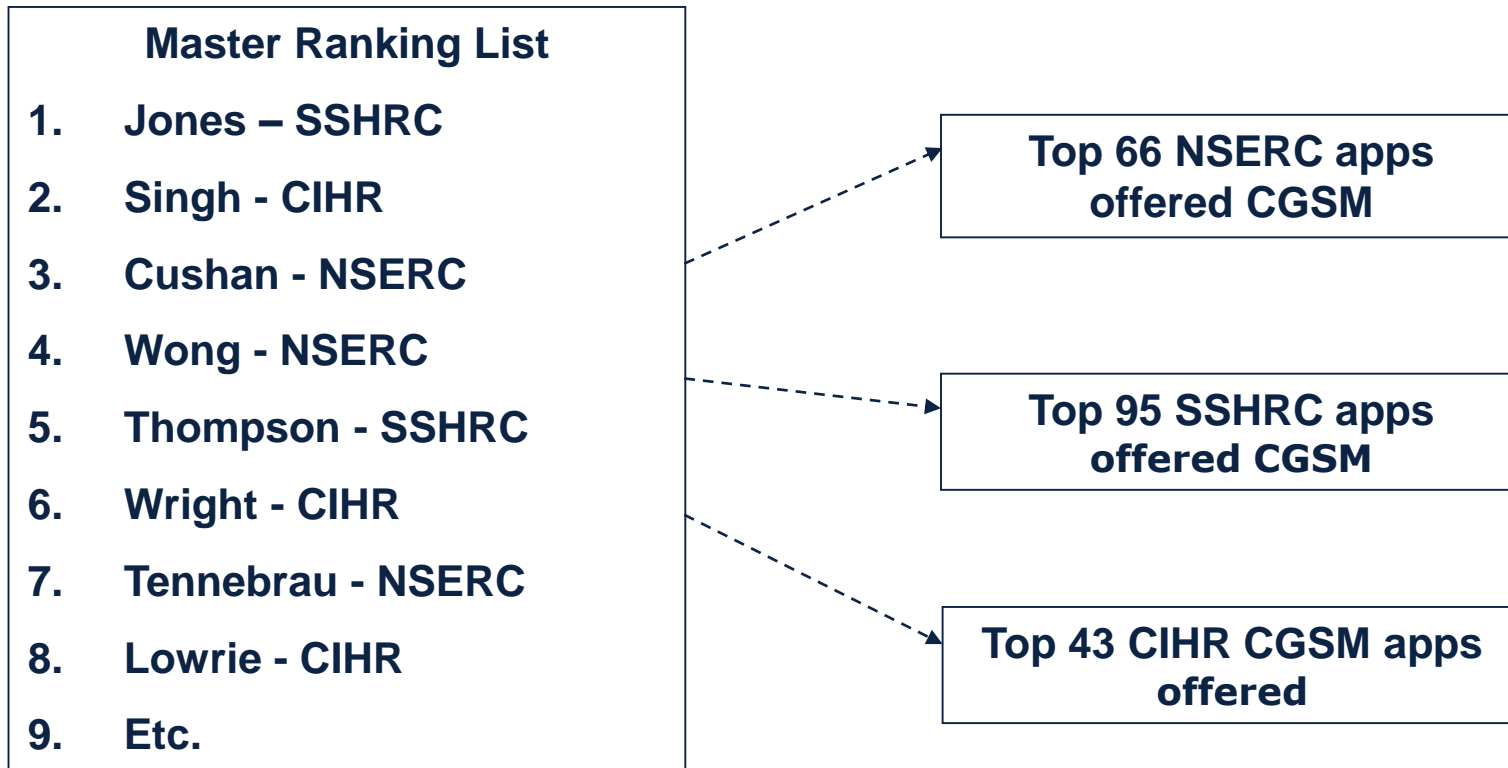 Master Ranking List
1. Jones – SSHRC
2. Singh - CIHR
3. Cushan - NSERC
4. Wong - NSERC
5. Thompson - SSHRC
6. Wright - CIHR
7. Tennebrau - NSERC
8. Lowrie - CIHR
9. Etc.
Top 66 NSERC apps
offered CGSM
Top 95 SSHRC apps
offered CGSM
Top 43 CIHR CGSM apps
offered